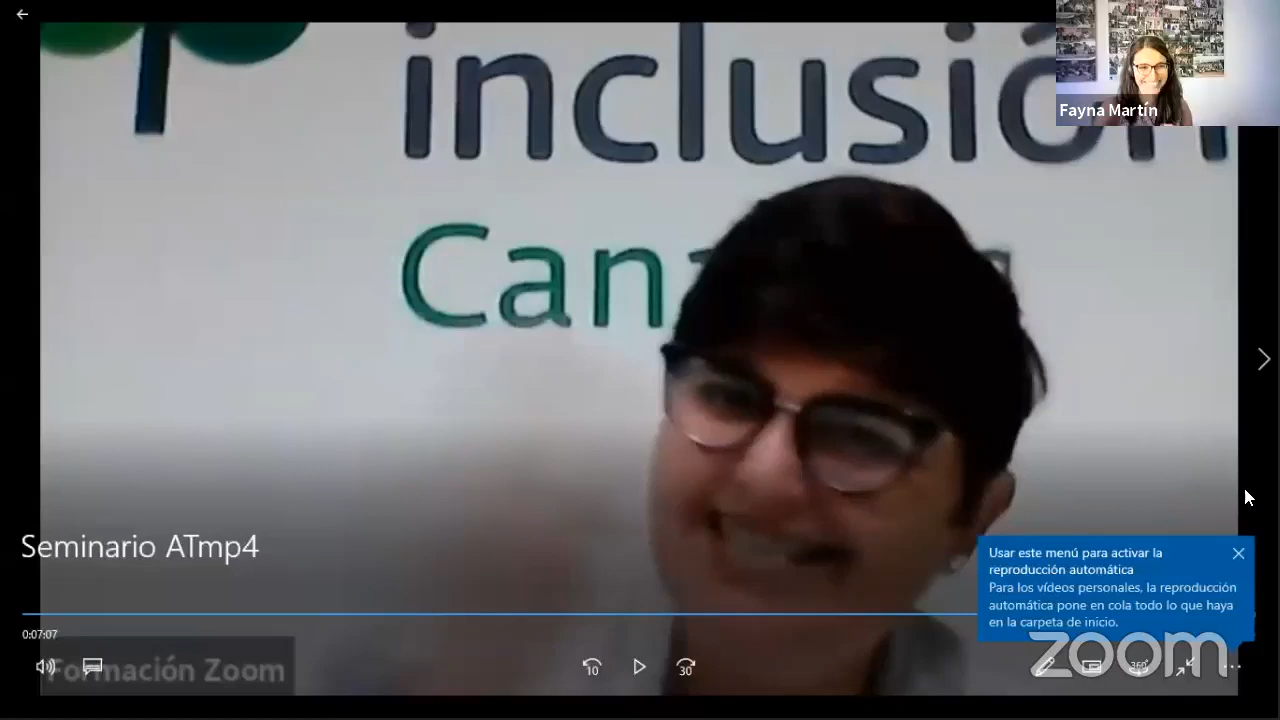 inclusión
Fayna Martín
Can
Seminario ATmp4
Usar este menú para activar la
reproducción automática
Para los vídeos personales, la reproducción
automática pone en cola todo lo que haya
en la carpeta de inicio.
0:07:07
Formación Zoom
10
30
360°
zoom